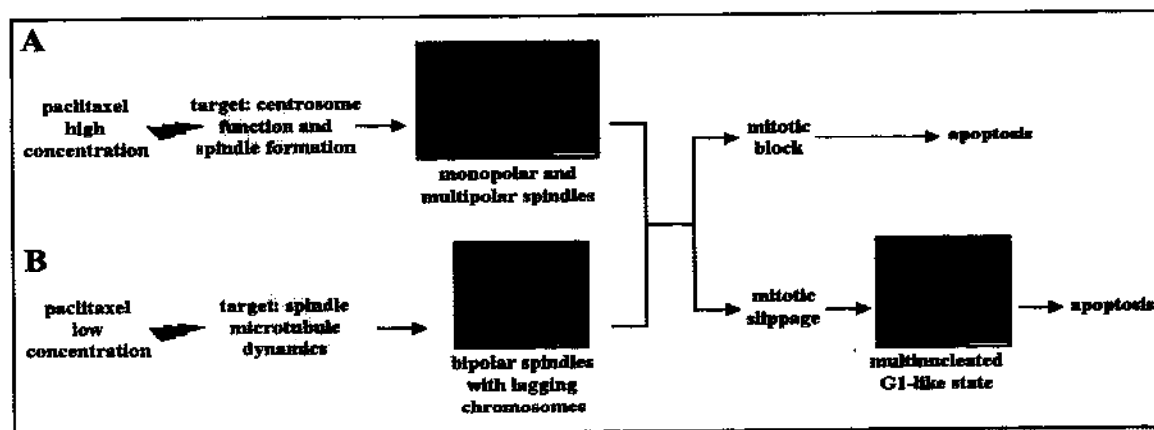 A
paclitaxel
high
concentration
target: centrosome
function and
spindle formation
monopolar and
multipolar spindles
mitotic
block
apoptosis
B
paclitaxel
low
concentration
target: spindle
microtubule
dynamics
bipolar spindles
with lagging
chromosomes
mitotic
slippage
multinucleated
G1-like state
apoptosis